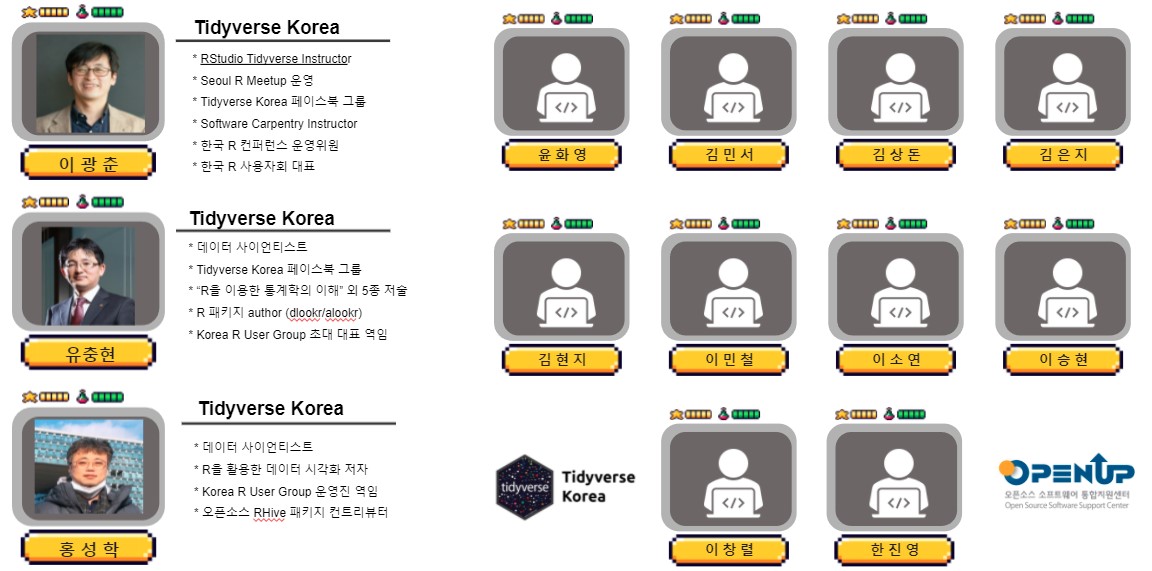 Tidyverse Korea
* RStudio Tidyverse Instructor
* Seoul R Meetup 운영
* Tidyverse Korea 페이스북 그룹
* Software Carpentry Instructor
* 한국 R 컨퍼런스 운영위원
* 한국 R 사용자회 대표
이 광 춘
Tidyverse Korea
* 데이터 사이언티스트
* Tidyverse Korea 페이스북 그룹
* “R을 이용한 통계학의 이해” 외 5종 저술
* R 패키지 author (dlookr/alookr)
* Korea R User Group 초대 대표 역임
유충현
Tidyverse Korea
* 데이터 사이언티스트
* R을 활용한 데이터 시각화 저자
* Korea R User Group 운영진 역임
* 오픈소스 RHive 패키지 컨트리뷰터
홍 성 학
윤 화 영
김 민 서
김 상 돈
김 은 지
김 현 지
이 민 철
이 소 연
이 승 현
이 창 렬
한 진 영
tidyverse
Tidyverse
Korea
OPENUP
오픈소스 소프트웨어 통합지원센터
Open Source Software Support Center